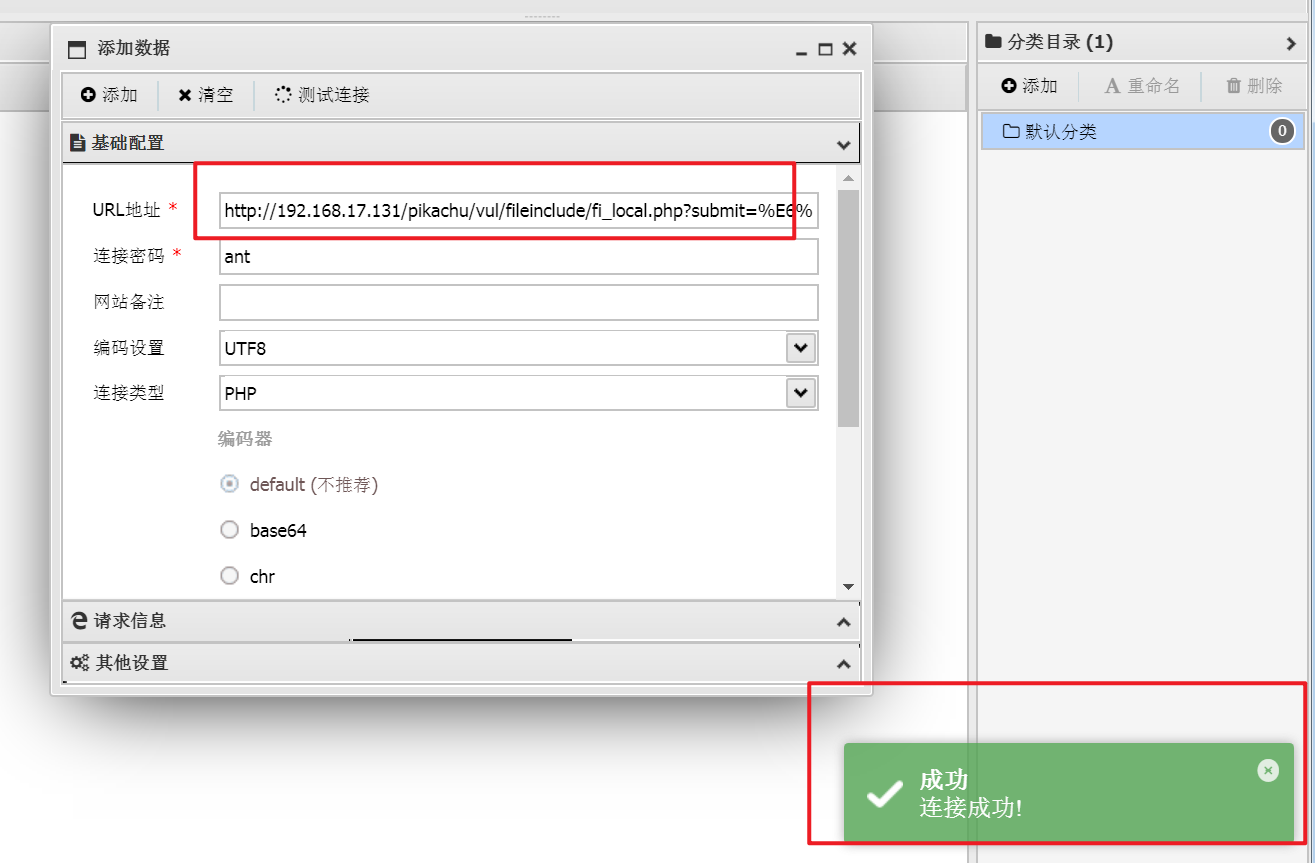 添加数据
添加 清空 测试连接
基础配置
URL地址 * http://192.168.17.131/pikachu/vul/fileinclude/fi_local.php?submit=%E6%
连接密码 * ant
网站备注
编码设置 UTF8
连接类型 PHP
编码器
default (不推荐)
base64
chr
请求信息
其他设置
分类目录 (1)
添加 重命名 删除
默认分类 0
成功
连接成功!